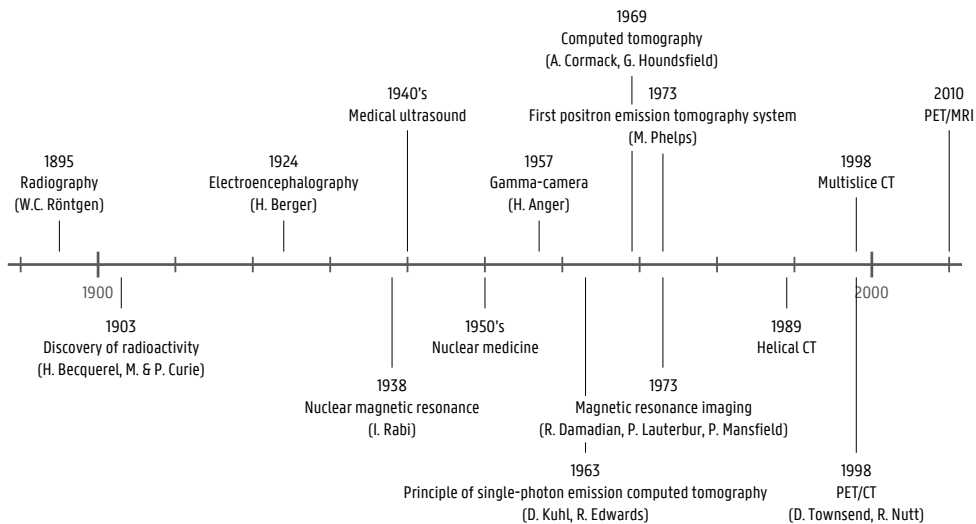 1969
Computed tomography
(A. Cormack, G. Houndsfield)
1940's
Medical ultrasound
1973
First positron emission tomography system
(M. Phelps)
2010
PET/MRI
1895
Radiography
(W.C. Röntgen)
1924
Electroencephalography
(H. Berger)
1957
Gamma-camera
(H. Anger)
1998
Multislice CT
1900
2000
1903
Discovery of radioactivity
(H. Becquerel, M. & P. Curie)
1950's
Nuclear medicine
1989
Helical CT
1938
Nuclear magnetic resonance
(I. Rabi)
1973
Magnetic resonance imaging
(R. Damadian, P. Lauterbur, P. Mansfield)
1963
Principle of single-photon emission computed tomography
(D. Kuhl, R. Edwards)
1998
PET/CT
(D. Townsend, R. Nutt)